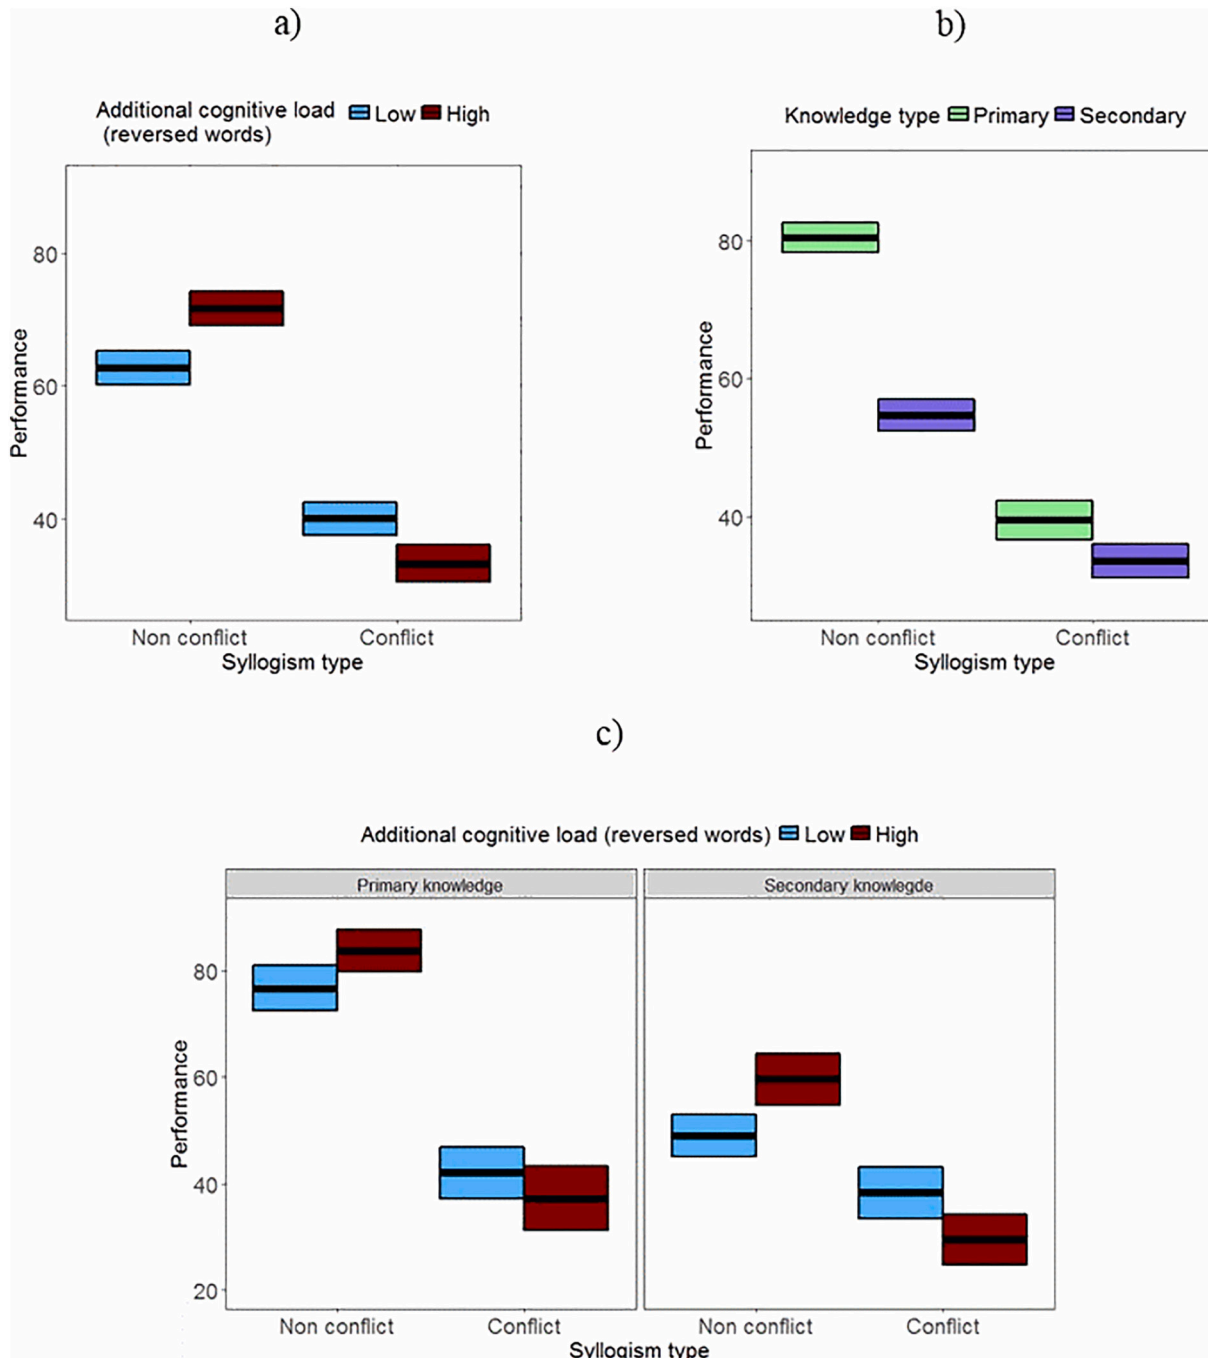 a)
Additional cognitive load Low High
(reversed words)
80
60
40
Performance
Non conflict Conflict
Syllogism type
b)
Knowledge type Primary Secondary
80
60
40
Performance
Non conflict Conflict
Syllogism type
c)
Additional cognitive load (reversed words) Low High
Primary knowledge Secondary knowlegde
80
60
40
20
Performance
Non conflict Conflict Non conflict Conflict
Syllogism type